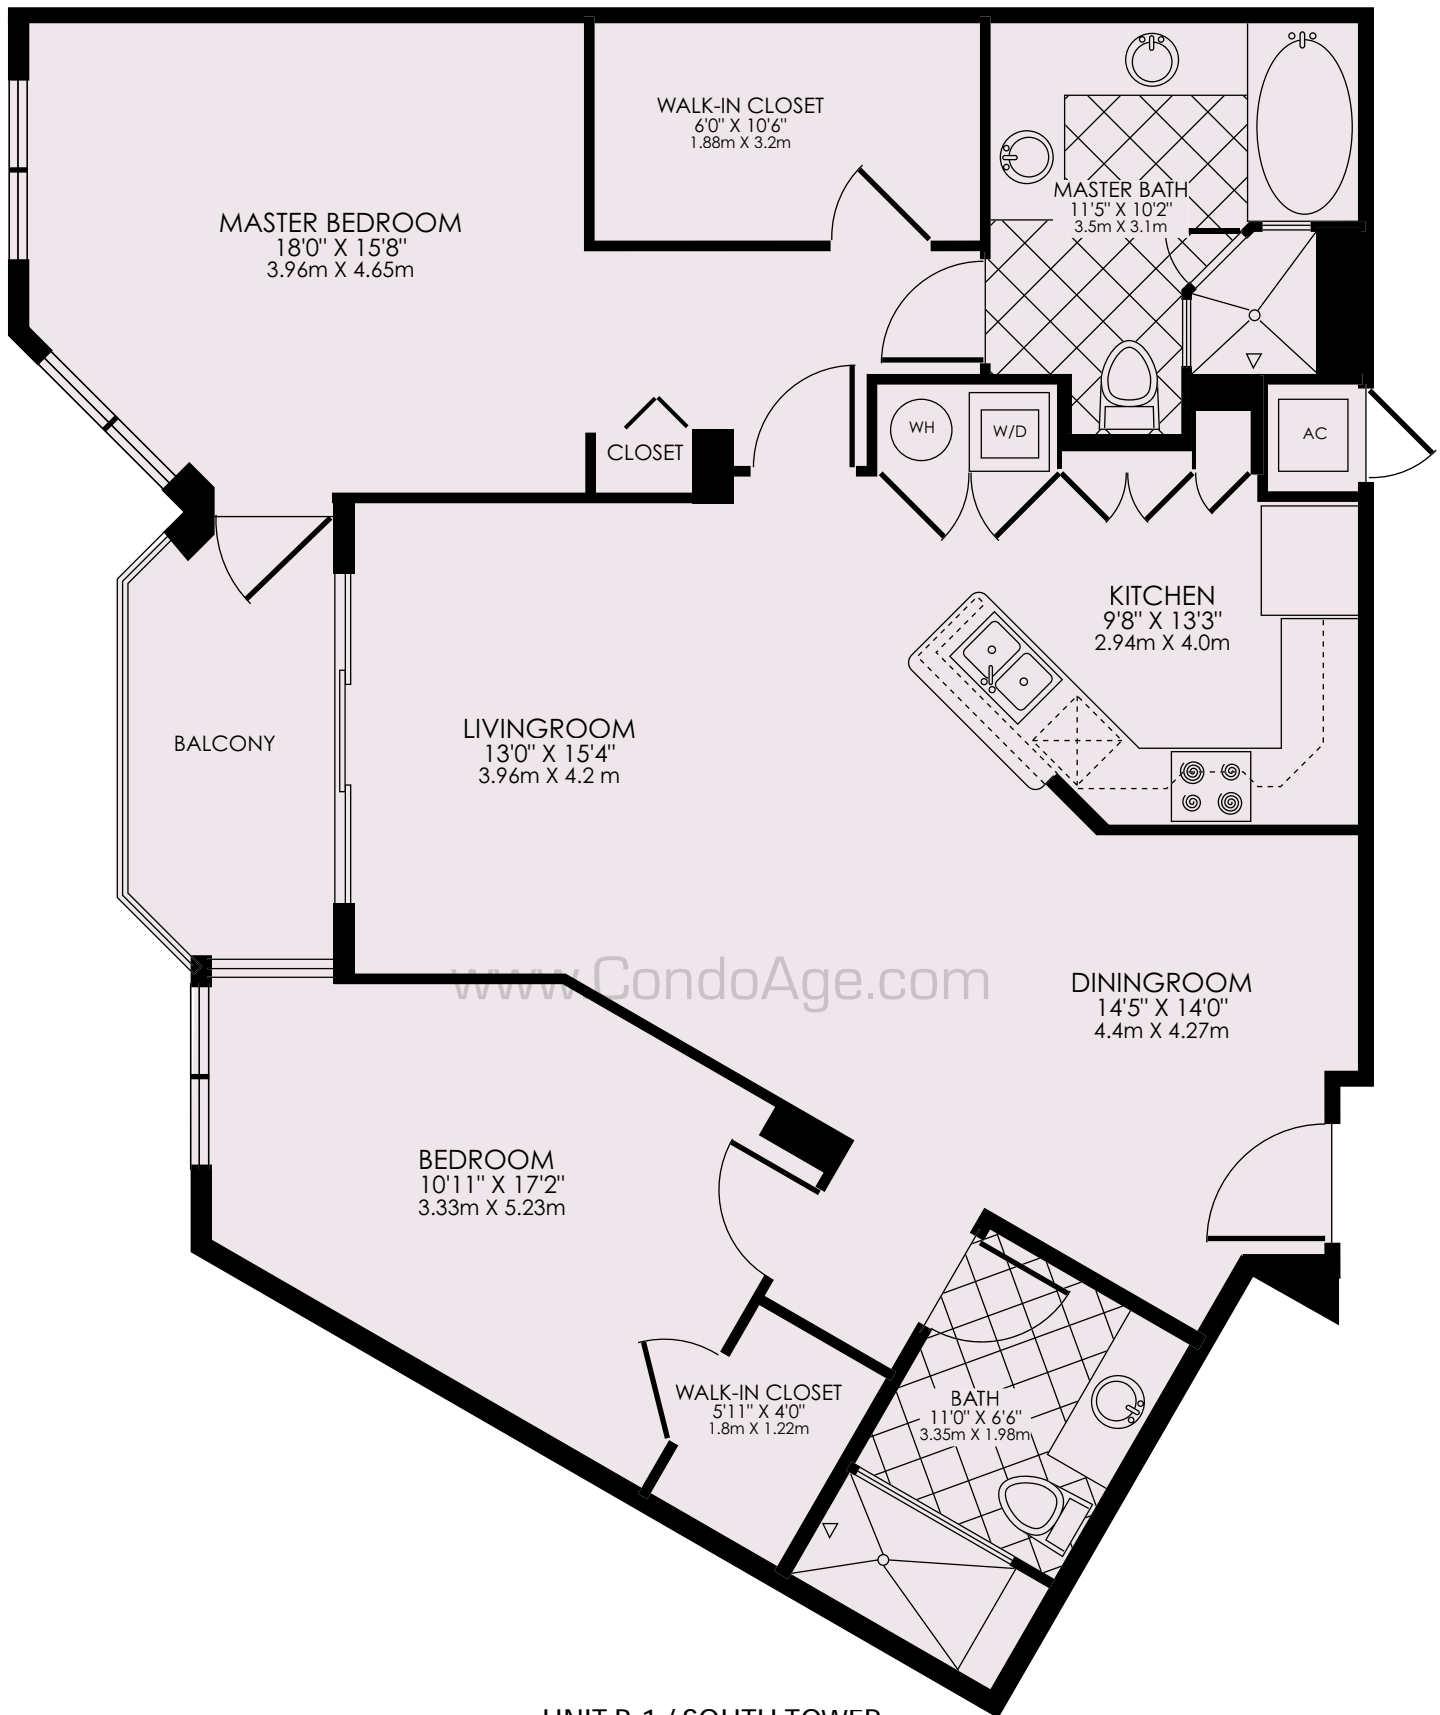 WALK-IN CLOSET
6'0" X 10'6"
1.88m X 3.2m
MASTER BATH
11'5" X 10'2"
3.5m X 3.1m
MASTER BEDROOM
18'0" X 15'8"
3.96m X 4.65m
CLOSET
WH
W/D
AC
KITCHEN
9'8" X 13'3"
2.94m X 4.0m
LIVINGROOM
13'0" X 15'4"
3.96m X 4.2 m
BALCONY
www.CondoAge.com
DININGROOM
14'5" X 14'0"
4.4m X 4.27m
BEDROOM
10'11" X 17'2"
3.33m X 5.23m
WALK-IN CLOSET
5'11" X 4'0"
1.8m X 1.22m
BATH
11'0" X 6'6"
3.35m X 1.98m
UNIT B-1 / SOUTH TOWER